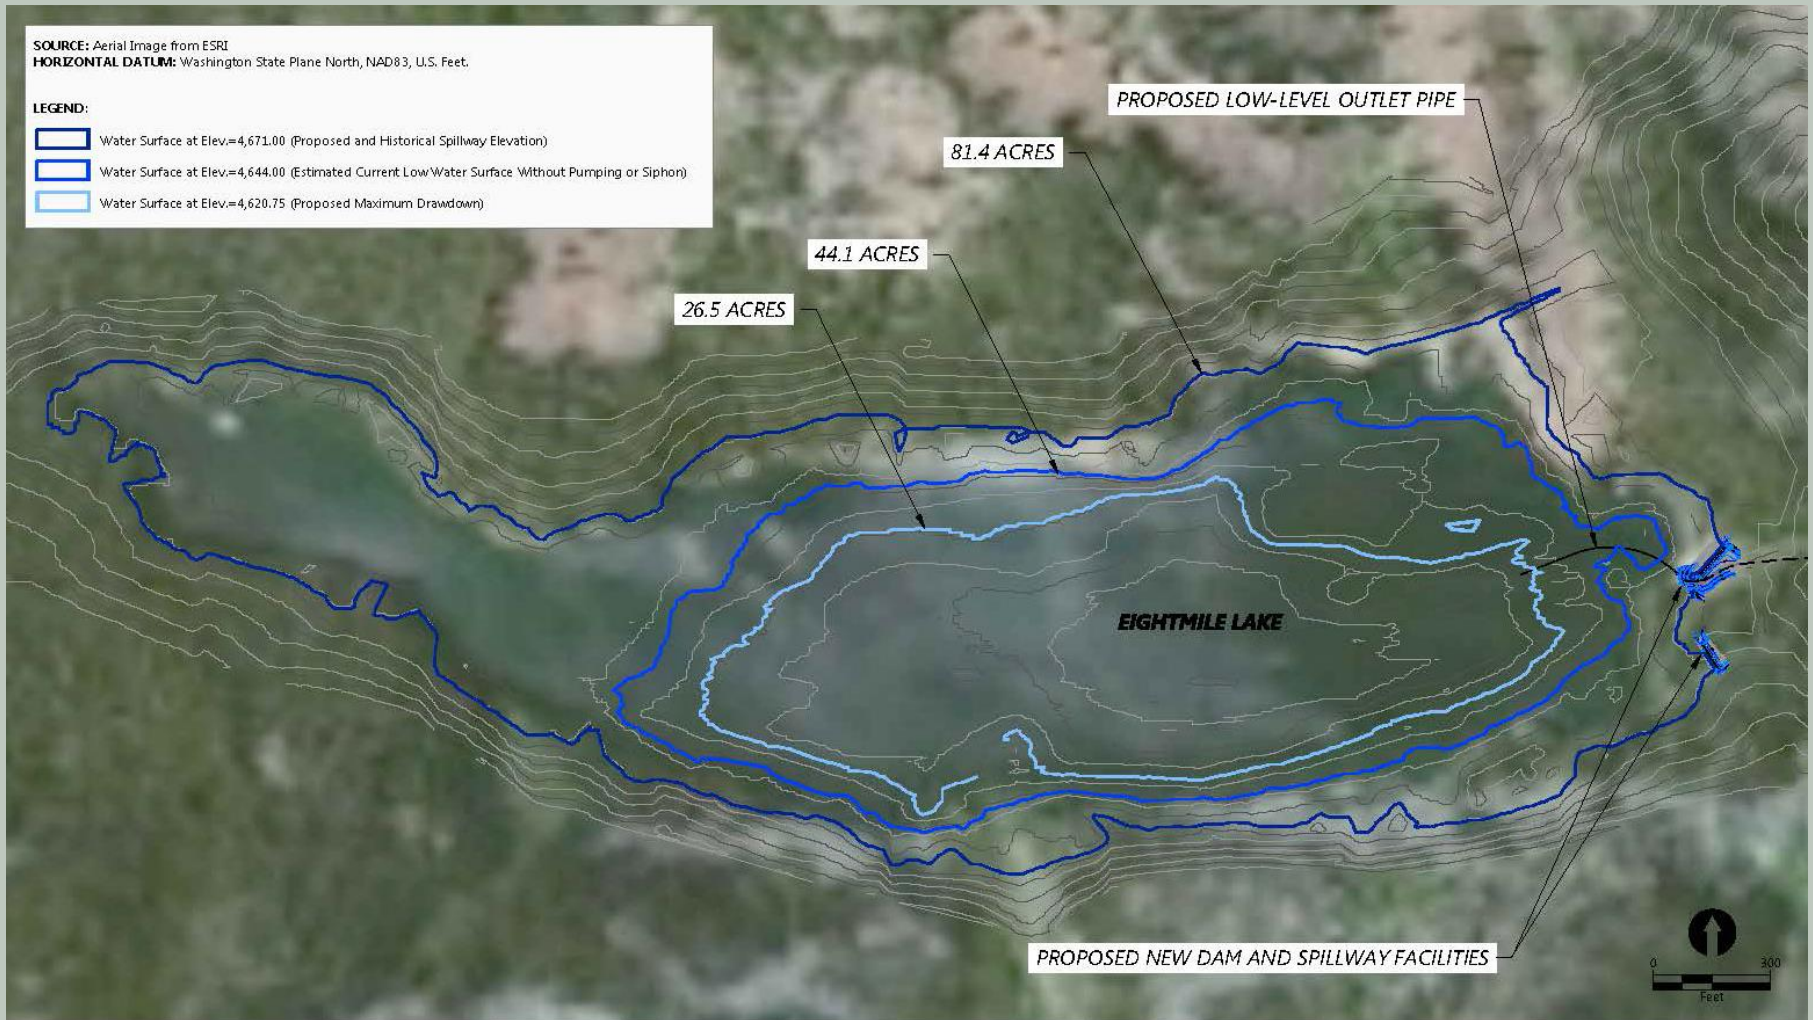 SOURCE: Aerial Image from ESRI
HORIZONTAL DATUM: Washington State Plane North, NAD83, U.S. Feet.
LEGEND:
Water Surface at Elev.=4,671.00 (Proposed and Historical Spillway Elevation)
Water Surface at Elev.=4,644.00 (Estimated Current Low Water Surface Without Pumping or Siphon)
Water Surface at Elev.=4,620.75 (Proposed Maximum Drawdown)
PROPOSED LOW-LEVEL OUTLET PIPE
81.4 ACRES
44.1 ACRES
26.5 ACRES
EIGHTMILE LAKE
PROPOSED NEW DAM AND SPILLWAY FACILITIES
0 300
Feet